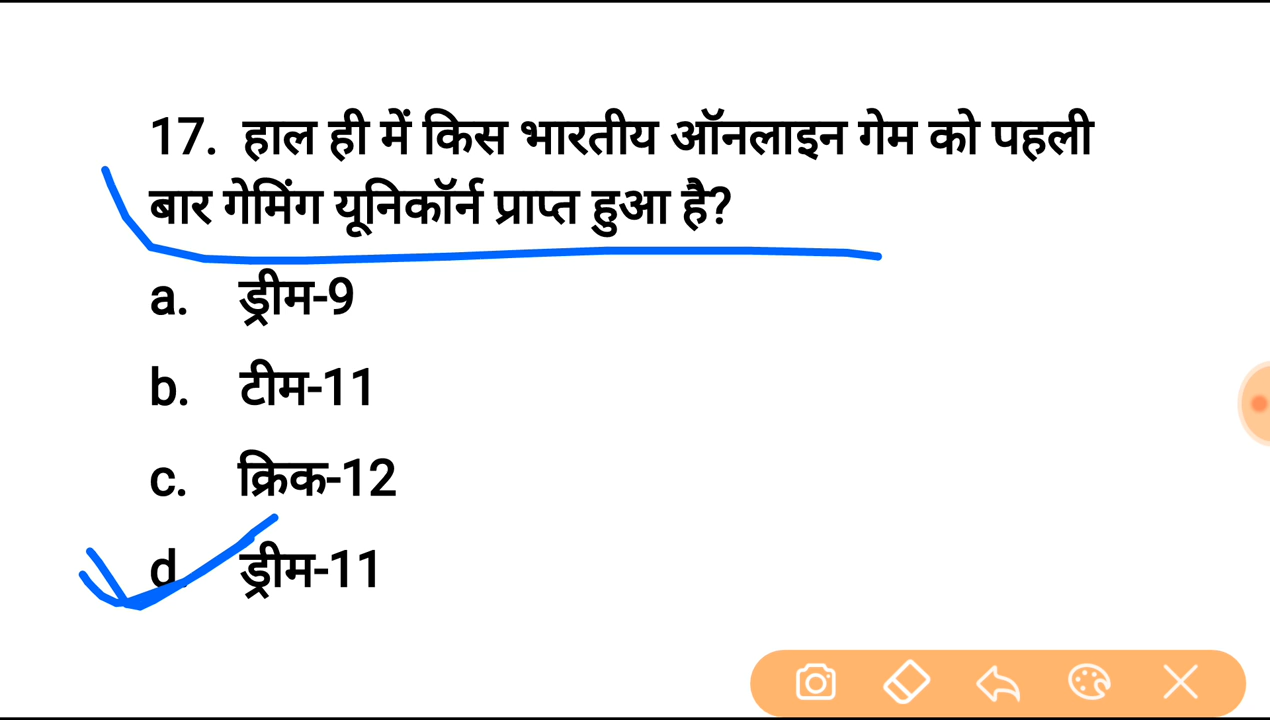 17. हाल ही में किस भारतीय ऑनलाइन गेम को पहली
बार गेमिंग यूनिकॉर्न प्राप्त हुआ है?
a. ड्रीम-9
b. टीम-11
c. क्रिक-12
d. ड्रीम-11